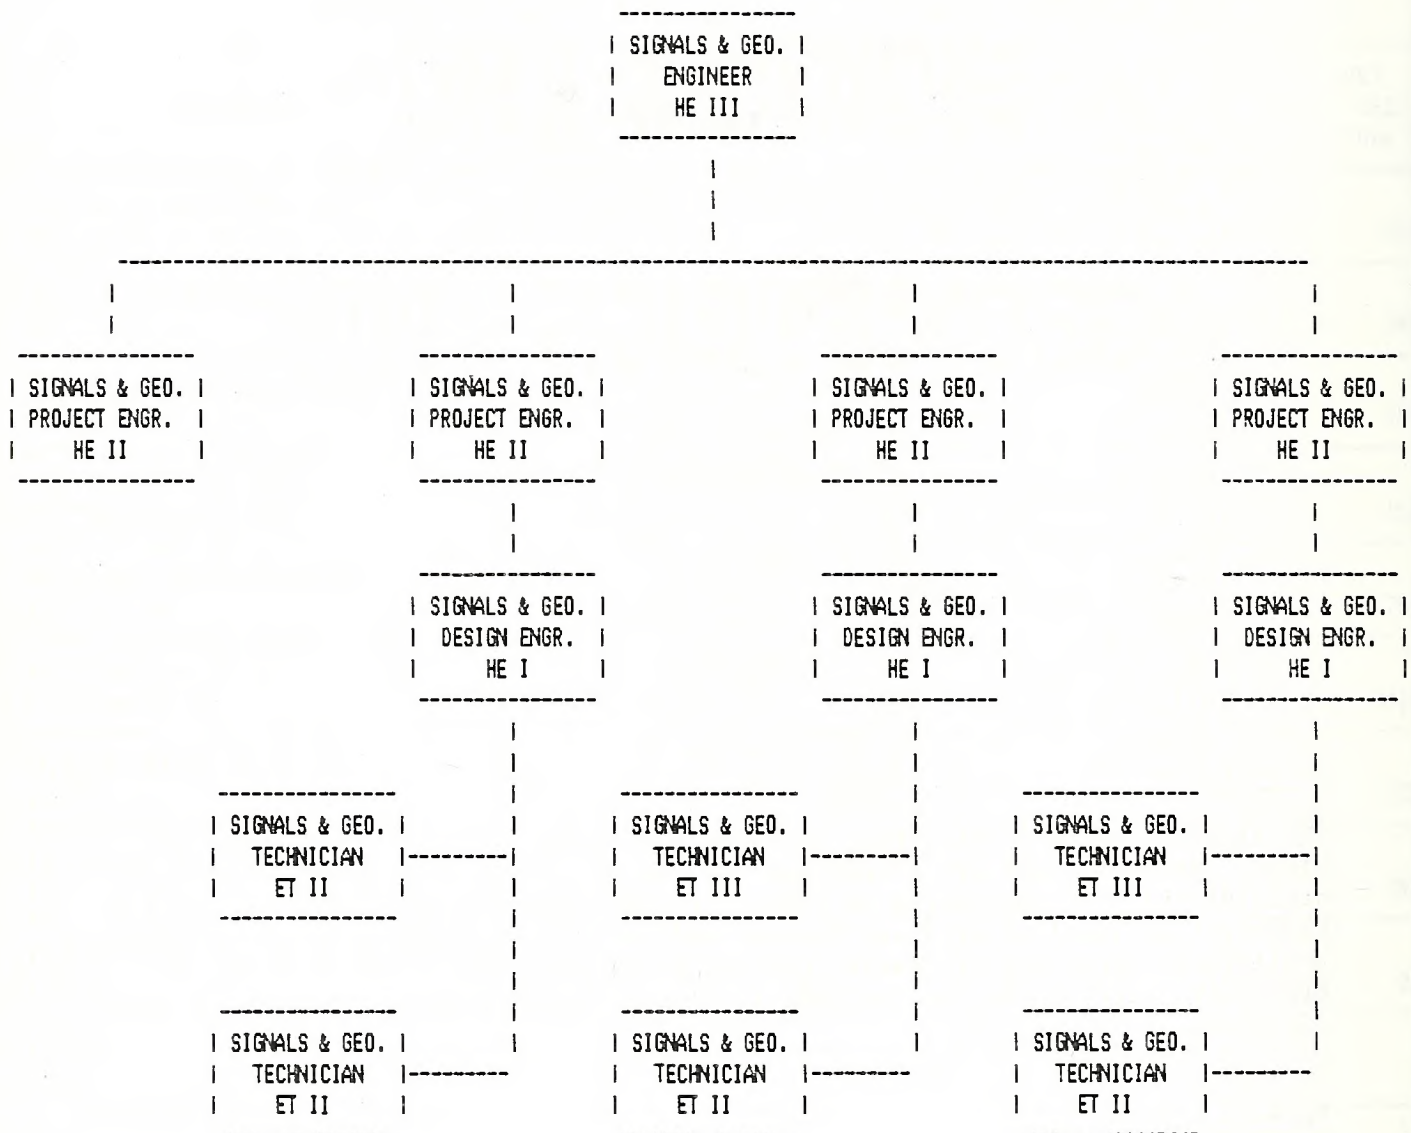 SIGNALS & GEO.
ENGINEER
HE III
SIGNALS & GEO.
PROJECT ENGR.
HE II
SIGNALS & GEO.
PROJECT ENGR.
HE II
SIGNALS & GEO.
PROJECT ENGR.
HE II
SIGNALS & GEO.
PROJECT ENGR.
HE II
SIGNALS & GEO.
DESIGN ENGR.
HE I
SIGNALS & GEO.
DESIGN ENGR.
HE I
SIGNALS & GEO.
DESIGN ENGR.
HE I
SIGNALS & GEO.
TECHNICIAN
ET II
SIGNALS & GEO.
TECHNICIAN
ET III
SIGNALS & GEO.
TECHNICIAN
ET III
SIGNALS & GEO.
TECHNICIAN
ET II
SIGNALS & GEO.
TECHNICIAN
ET II
SIGNALS & GEO.
TECHNICIAN
ET II